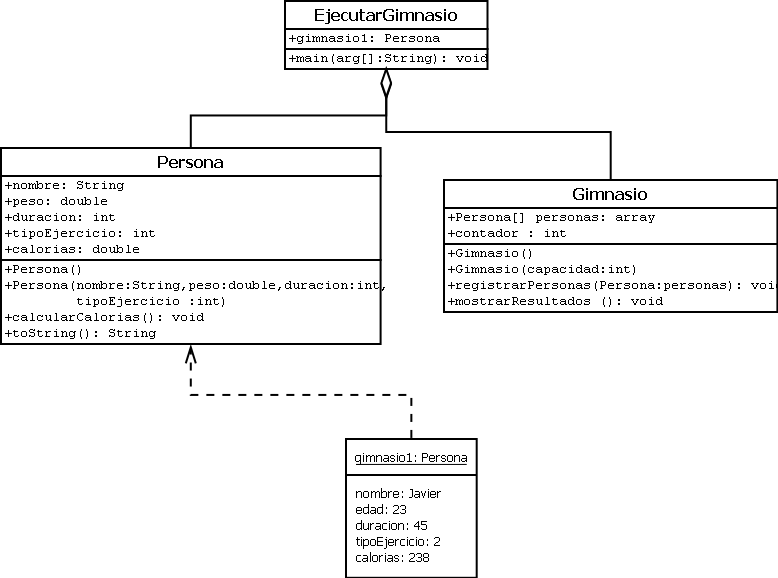 EjecutarGimnasio
+gimnasio1: Persona
+main(arg[]:String): void
Persona
+nombre: String
+peso: double
+duracion: int
+tipoEjercicio: int
+calorias: double
+Persona()
+Persona(nombre:String,peso:double,duracion:int,
tipoEjercicio :int)
+calcularCalorias(): void
+toString(): String
Gimnasio
+Persona[] personas: array
+contador : int
+Gimnasio()
+Gimnasio(capacidad:int)
+registrarPersonas(Persona:personas): void
+mostrarResultados (): void
gimnasio1: Persona
nombre: Javier
edad: 23
duracion: 45
tipoEjercicio: 2
calorias: 238